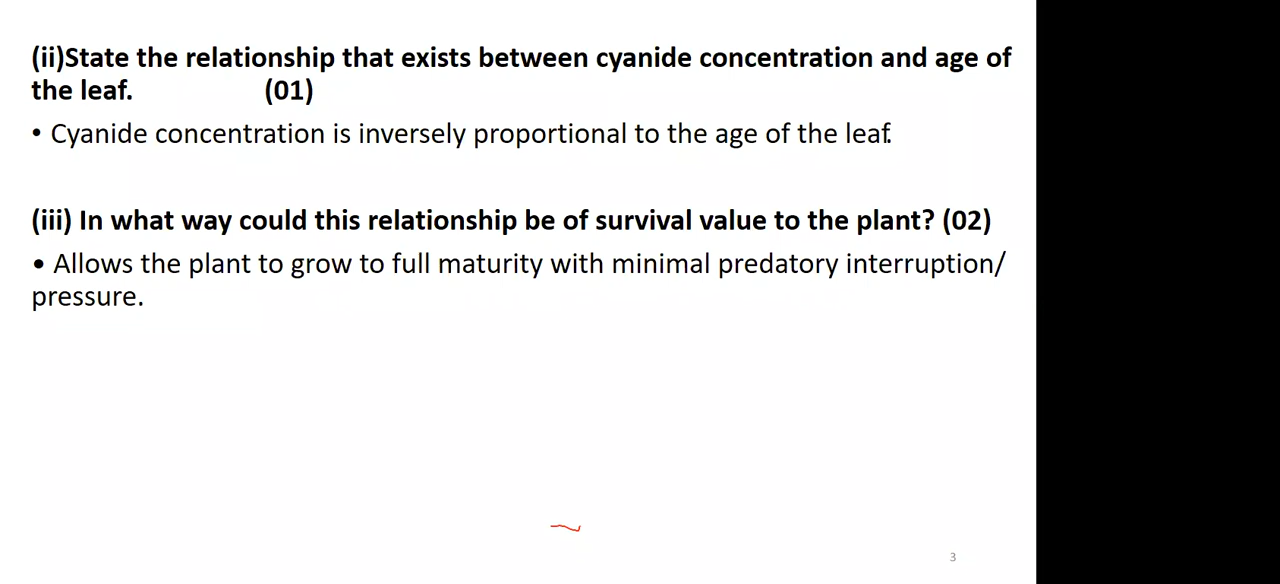 (ii)State the relationship that exists between cyanide concentration and age of
the leaf. (01)
• Cyanide concentration is inversely proportional to the age of the leaf.
(iii) In what way could this relationship be of survival value to the plant? (02)
• Allows the plant to grow to full maturity with minimal predatory interruption/
pressure.
3